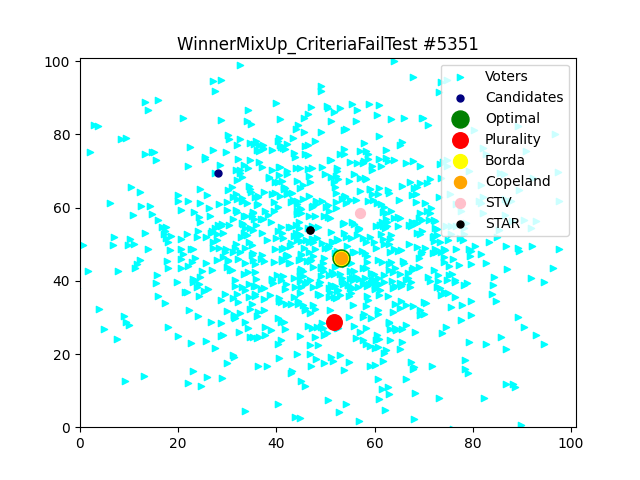 WinnerMixUp_CriteriaFailTest #5351
100
80
60
40
20
0
0
20
40
60
80
100
Voters
Candidates
Optimal
Plurality
Borda
Copeland
STV
STAR